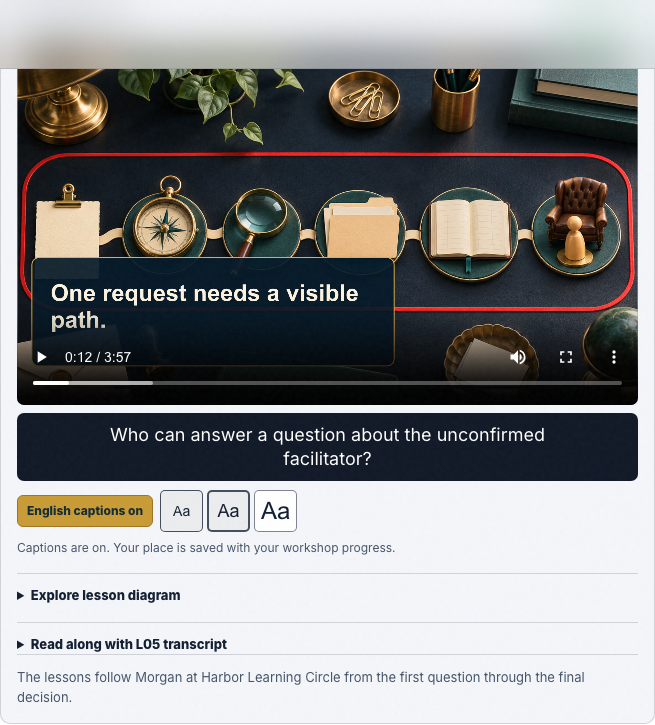 One request needs a visible
path.
0:12 / 3:57
Who can answer a question about the unconfirmed
facilitator?
English captions on
Aa
Aa
Aa
Captions are on. Your place is saved with your workshop progress.
Explore lesson diagram
Read along with L05 transcript
The lessons follow Morgan at Harbor Learning Circle from the first question through the final
decision.